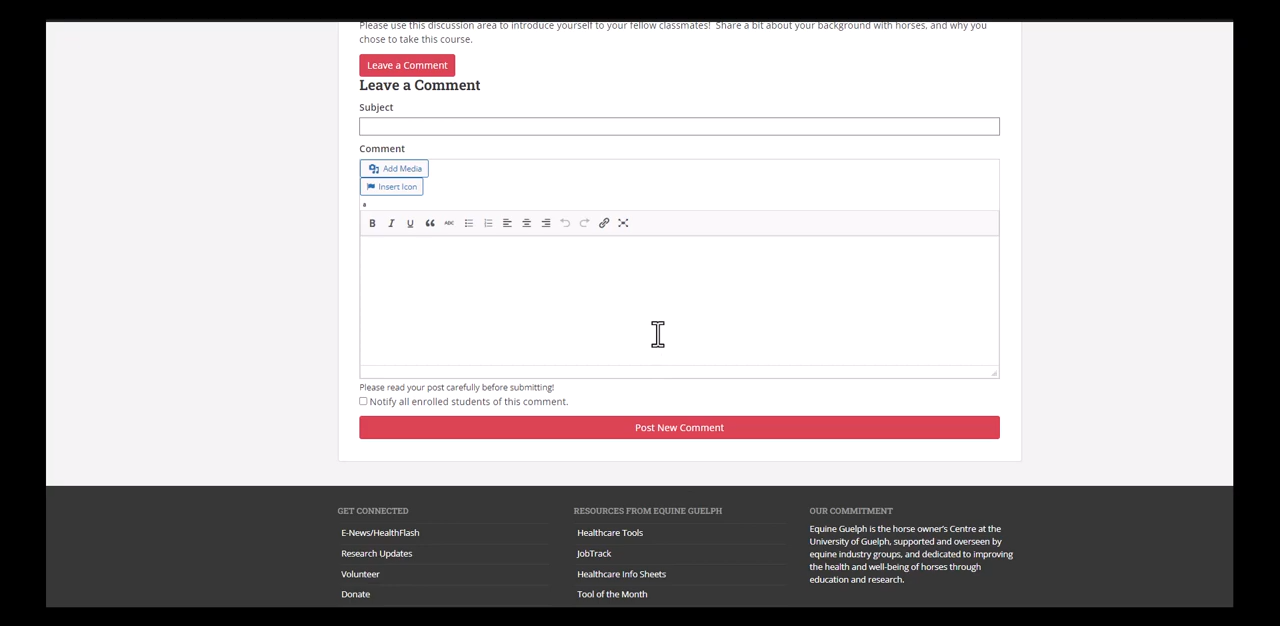 Please use this discussion area to introduce yourself to your fellow classmates! Share a bit about your background with horses, and why you
chose to take this course.
Leave a Comment
Leave a Comment
Subject
Comment
Add Media
Insert Icon
B I U ABC
Please read your post carefully before submitting!
Notify all enrolled students of this comment.
Post New Comment
GET CONNECTED
E-News/HealthFlash
Research Updates
Volunteer
Donate
RESOURCES FROM EQUINE GUELPH
Healthcare Tools
JobTrack
Healthcare Info Sheets
Tool of the Month
OUR COMMITMENT
Equine Guelph is the horse owner's Centre at the
University of Guelph, supported and overseen by
equine industry groups, and dedicated to improving
the health and well-being of horses through
education and research.